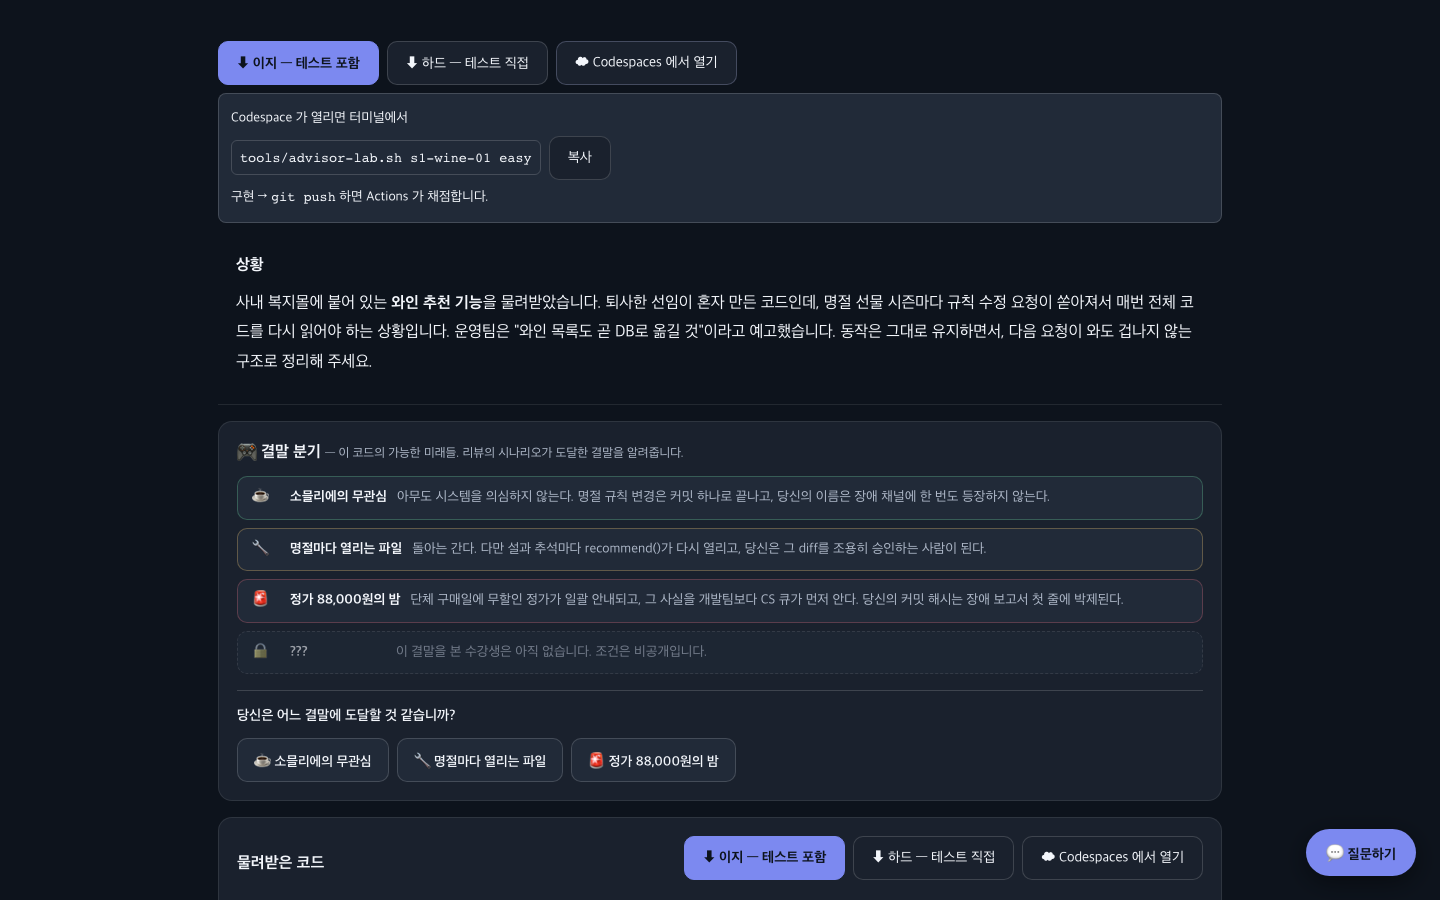 ⬇ 이지 — 테스트 포함
⬇ 하드 — 테스트 직접
Codespaces 에서 열기
Codespace 가 열리면 터미널에서
tools/advisor-lab.sh s1-wine-01 easy
복사
구현 → git push 하면 Actions 가 채점합니다.
상황
사내 복지몰에 붙어 있는 와인 추천 기능을 물려받았습니다. 퇴사한 선임이 혼자 만든 코드인데, 명절 선물 시즌마다 규칙 수정 요청이 쏟아져서 매번 전체 코
드를 다시 읽어야 하는 상황입니다. 운영팀은 "와인 목록도 곧 DB로 옮길 것"이라고 예고했습니다. 동작은 그대로 유지하면서, 다음 요청이 와도 겁나지 않는
구조로 정리해 주세요.
결말 분기 — 이 코드의 가능한 미래들. 리뷰의 시나리오가 도달한 결말을 알려줍니다.
소믈리에의 무관심 아무도 시스템을 의심하지 않는다. 명절 규칙 변경은 커밋 하나로 끝나고, 당신의 이름은 장애 채널에 한 번도 등장하지 않는다.
명절마다 열리는 파일 돌아는 간다. 다만 설과 추석마다 recommend()가 다시 열리고, 당신은 그 diff를 조용히 승인하는 사람이 된다.
정가 88,000원의 밤 단체 구매일에 무할인 정가가 일괄 안내되고, 그 사실을 개발팀보다 CS 큐가 먼저 안다. 당신의 커밋 해시는 장애 보고서 첫 줄에 박제된다.
??? 이 결말을 본 수강생은 아직 없습니다. 조건은 비공개입니다.
당신은 어느 결말에 도달할 것 같습니까?
소믈리에의 무관심
명절마다 열리는 파일
정가 88,000원의 밤
물려받은 코드
⬇ 이지 — 테스트 포함
⬇ 하드 — 테스트 직접
Codespaces 에서 열기
질문하기